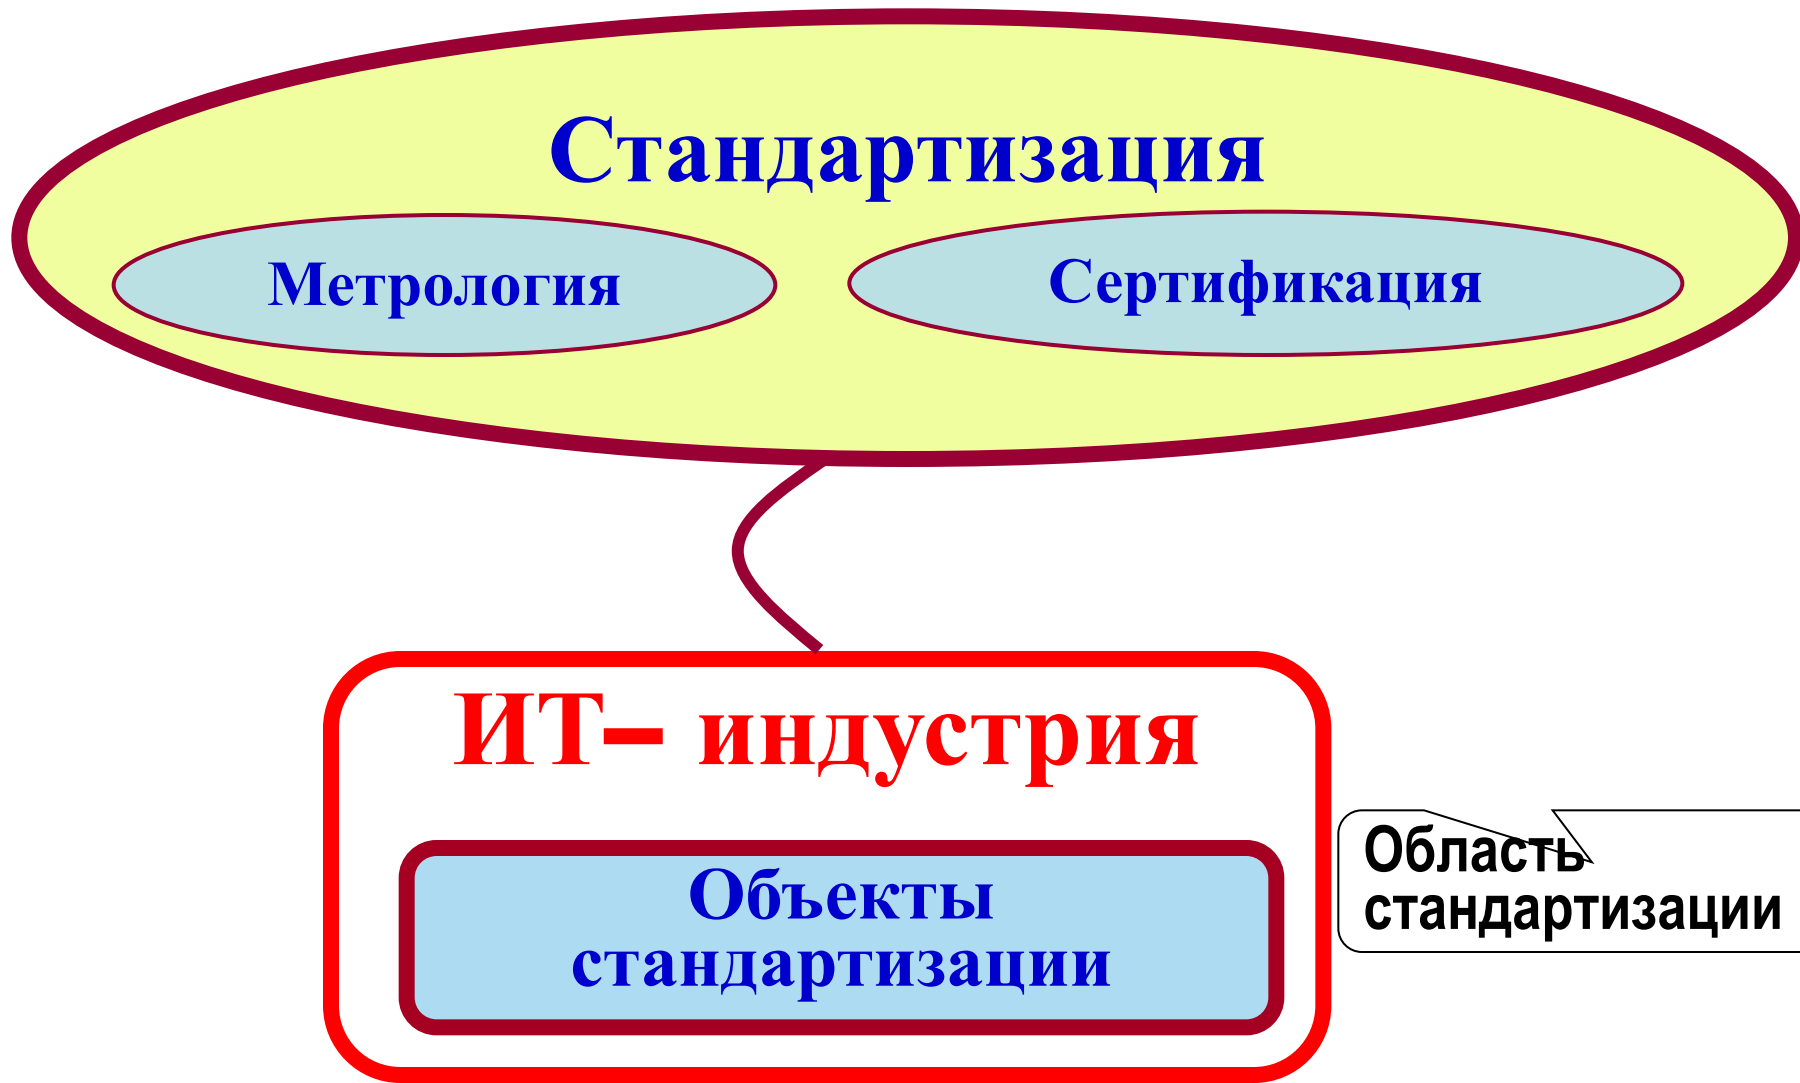 Стандартизация
Метрология
Сертификация
ИТ– индустрия
Объекты
стандартизации
Область
стандартизации